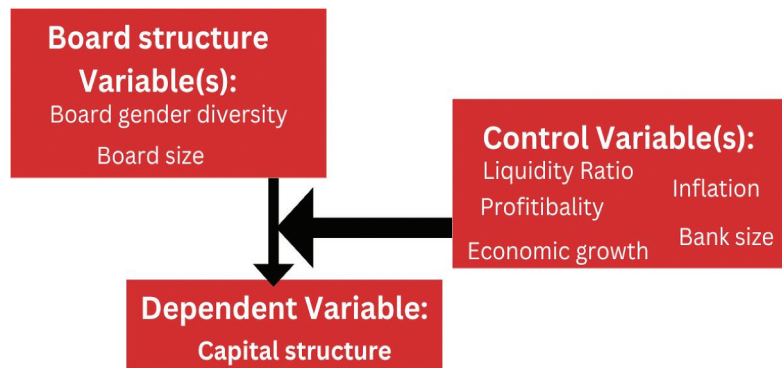 Board structure
Variable(s):
Board gender diversity
Board size
Control Variable(s):
Liquidity Ratio
Inflation
Profitibality
Bank size
Economic growth
Dependent Variable:
Capital structure